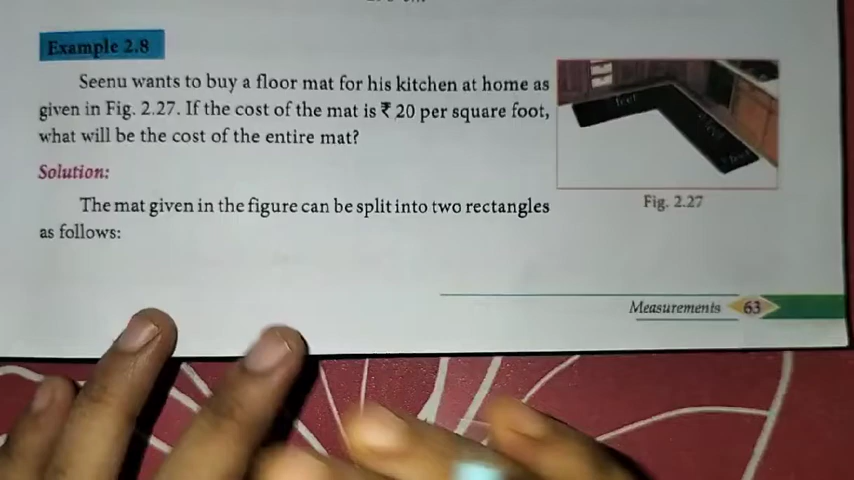 Example 2.8
Seenu wants to buy a floor mat for his kitchen at home as
given in Fig. 2.27. If the cost of the mat is ₹ 20 per square foot,
what will be the cost of the entire mat?
Solution:
The mat given in the figure can be split into two rectangles
as follows:
feet
Fig. 2.27
Measurements 63